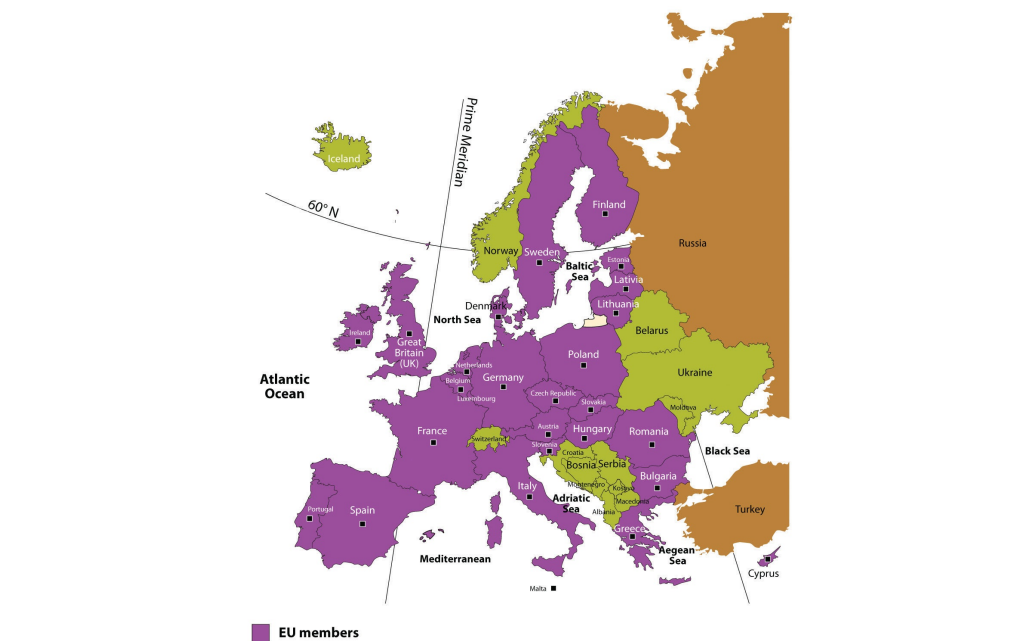 Prime Meridian
Iceland
60° N
Finland
Russia
Norway
Sweden
Estonia
Baltic
Sea
Lativia
Lithuania
Denmark
North Sea
Belarus
Ireland
Great
Britain
(UK)
Poland
Netherlands
Ukraine
Germany
Belgium
Atlantic
Ocean
Czech Republic
Luxembourg
Slovakia
Moldova
France
Austria
Hungary
Romania
Switzerland
Slovenia
Croatia
Black Sea
Bosnia
Serbia
Bulgaria
Montenegro
Italy
Kosovo
Adriatic
Sea
Macedonia
Portugal
Spain
Albania
Turkey
Greece
Aegean
Sea
Mediterranean
Cyprus
Malta
EU members